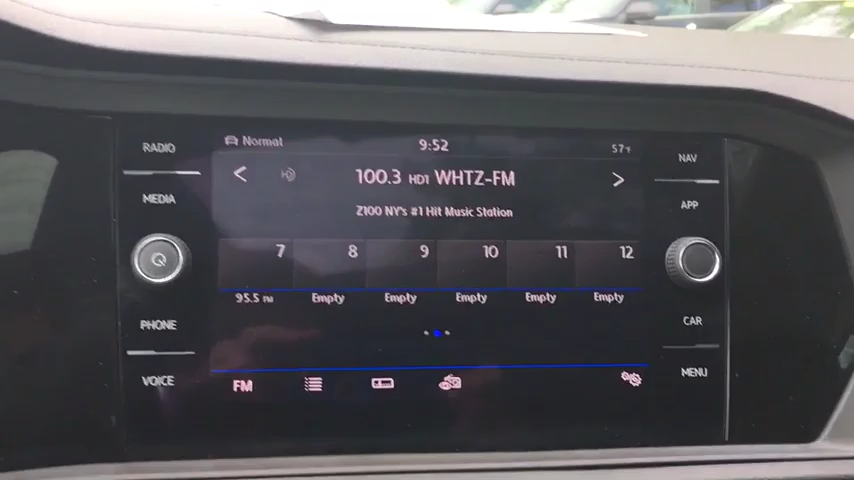 RADIO
MEDIA
PHONE
VOICE
Normal
9:52
57°F
< 100.3 HD1 WHTZ-FM >
Z100 NY's #1 Hit Music Station
7 8 9 10 11 12
95.5 FM Empty Empty Empty Empty Empty
FM
NAV
APP
CAR
MENU